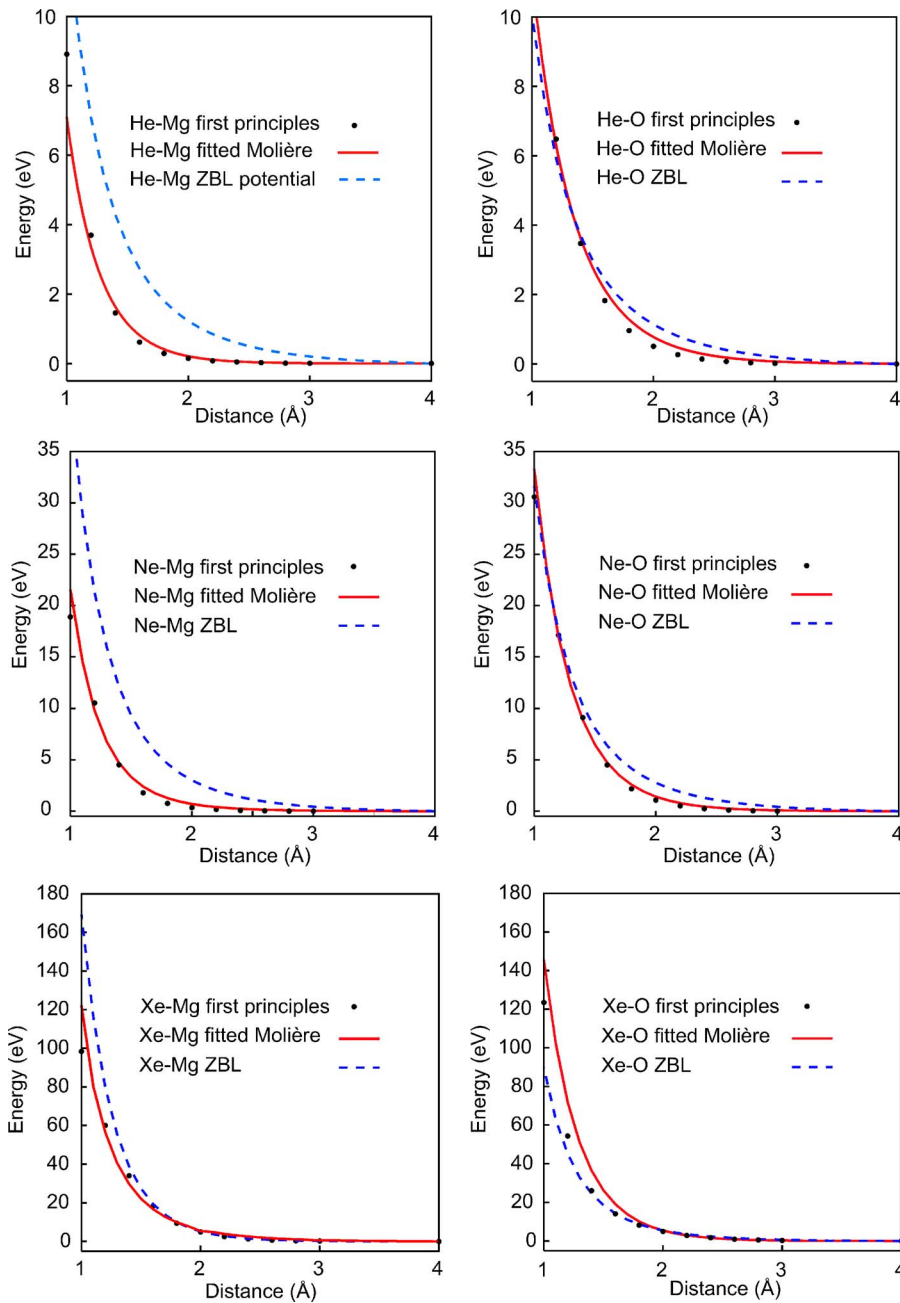 10
8
6
4
2
0
Energy (eV)
He-Mg first principles
He-Mg fitted Molière
He-Mg ZBL potential
1
2
3
4
Distance (Å)
10
8
6
4
2
0
Energy (eV)
He-O first principles
He-O fitted Molière
He-O ZBL
1
2
3
4
Distance (Å)
35
30
25
20
15
10
5
0
Energy (eV)
Ne-Mg first principles
Ne-Mg fitted Molière
Ne-Mg ZBL
1
2
3
4
Distance (Å)
35
30
25
20
15
10
5
0
Energy (eV)
Ne-O first principles
Ne-O fitted Molière
Ne-O ZBL
1
2
3
4
Distance (Å)
180
160
140
120
100
80
60
40
20
0
Energy (eV)
Xe-Mg first principles
Xe-Mg fitted Molière
Xe-Mg ZBL
1
2
3
4
Distance (Å)
180
160
140
120
100
80
60
40
20
0
Energy (eV)
Xe-O first principles
Xe-O fitted Molière
Xe-O ZBL
1
2
3
4
Distance (Å)